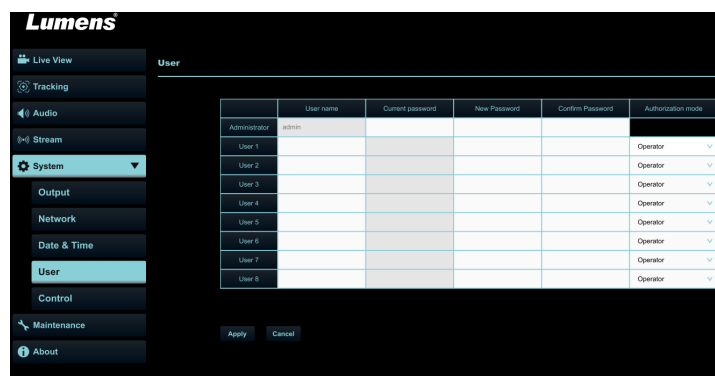 Lumens®
Live View
Tracking
Audio
Stream
System
Output
Network
Date & Time
User
Control
Maintenance
About
User
User name Current password New Password Confirm Password Authorization mode
Administrator admin
User 1 Operator
User 2 Operator
User 3 Operator
User 4 Operator
User 5 Operator
User 6 Operator
User 7 Operator
User 8 Operator
Apply Cancel